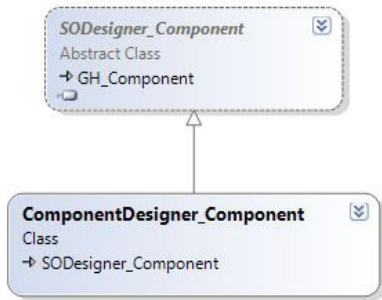 SODesigner_Component
Abstract Class
GH_Component
ComponentDesigner_Component
Class
SODesigner_Component